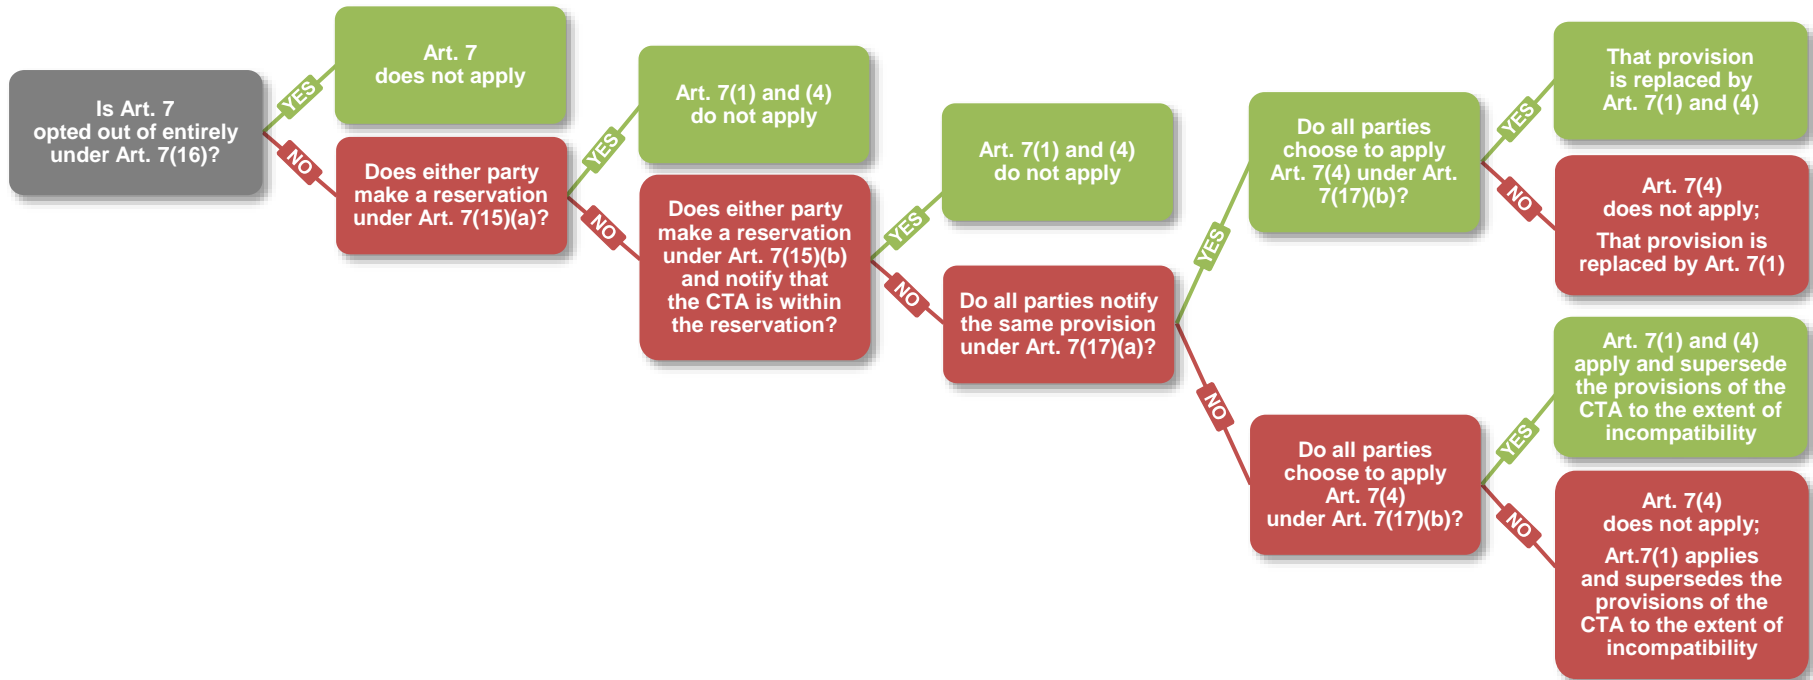 Is Art. 7
opted out of entirely
under Art. 7(16)?
YES
Art. 7
does not apply
NO
Does either party
make a reservation
under Art. 7(15)(a)?
YES
Art. 7(1) and (4)
do not apply
NO
Does either party
make a reservation
under Art. 7(15)(b)
and notify that
the CTA is within
the reservation?
YES
Art. 7(1) and (4)
do not apply
NO
Do all parties notify
the same provision
under Art. 7(17)(a)?
YES
Do all parties
choose to apply
Art. 7(4) under Art.
7(17)(b)?
YES
That provision
is replaced by
Art. 7(1) and (4)
NO
Art. 7(4)
does not apply;
That provision is
replaced by Art. 7(1)
NO
Do all parties
choose to apply
Art. 7(4)
under Art. 7(17)(b)?
YES
Art. 7(1) and (4)
apply and supersede
the provisions of the
CTA to the extent of
incompatibility
NO
Art. 7(4)
does not apply;
Art.7(1) applies
and supersedes the
provisions of the
CTA to the extent of
incompatibility